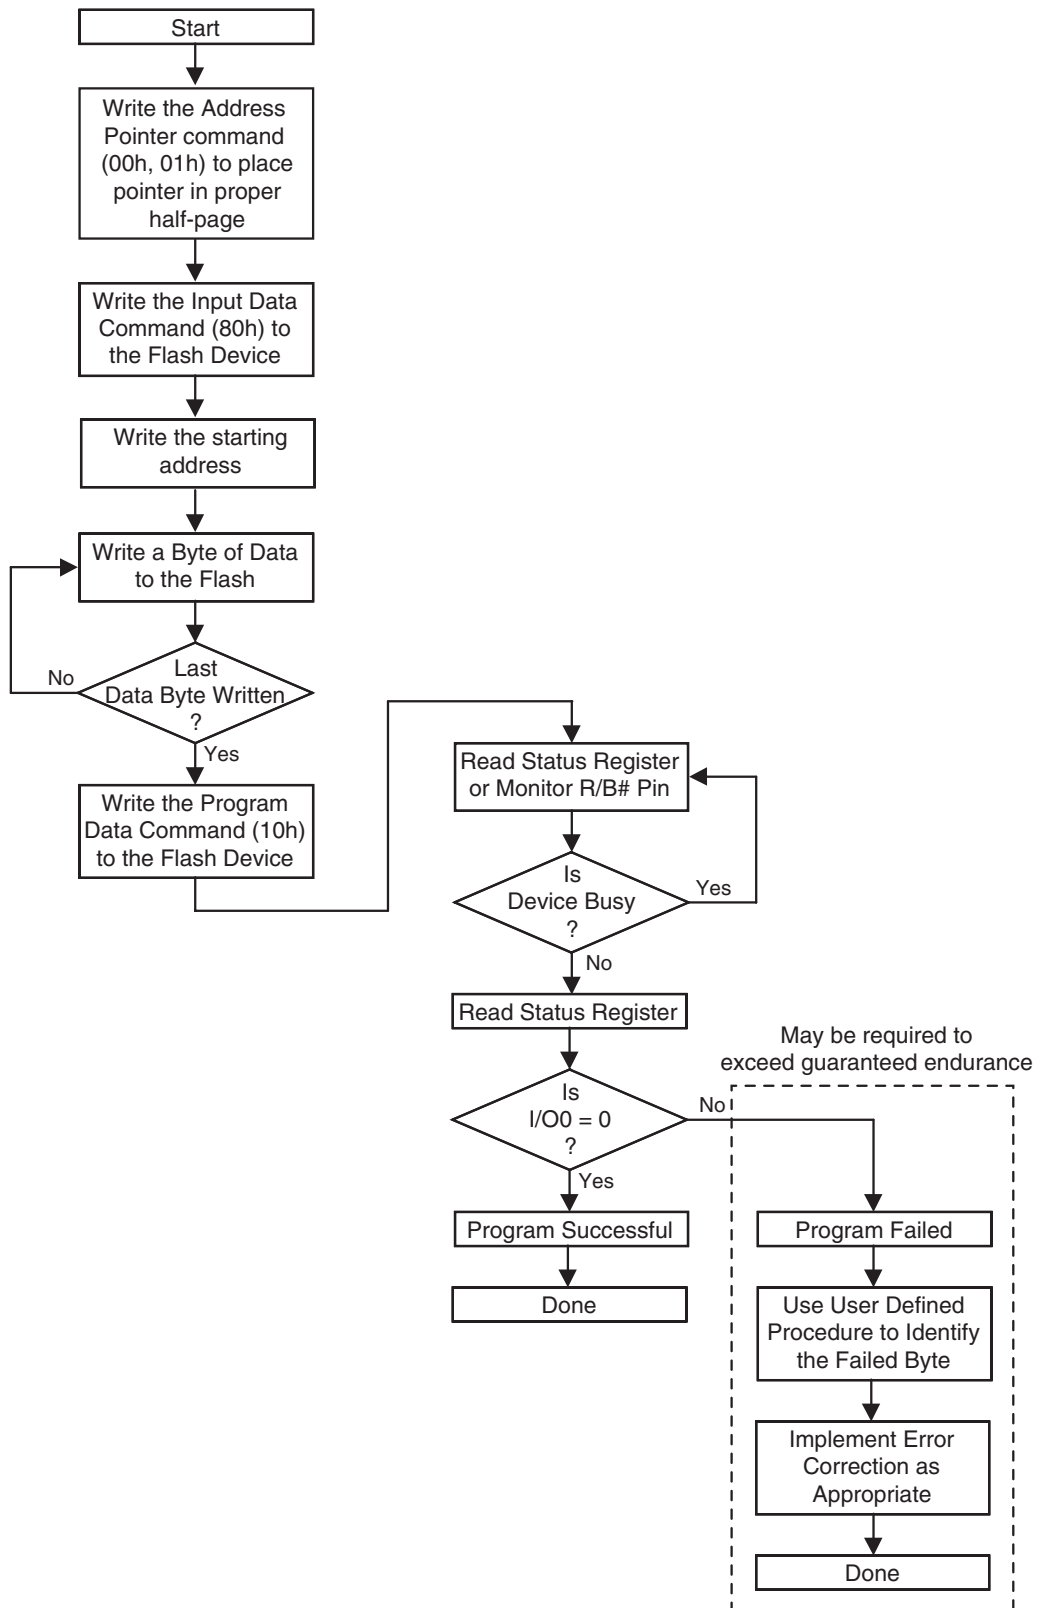 Start
Write the Address
Pointer command
(00h, 01h) to place
pointer in proper
half-page
Write the Input Data
Command (80h) to
the Flash Device
Write the starting
address
Write a Byte of Data
to the Flash
Last
Data Byte Written
?
No
Yes
Write the Program
Data Command (10h)
to the Flash Device
Read Status Register
or Monitor R/B# Pin
Is
Device Busy
?
Yes
No
Read Status Register
Is
I/O0 = 0
?
No
Yes
Program Successful
Done
May be required to
exceed guaranteed endurance
Program Failed
Use User Defined
Procedure to Identify
the Failed Byte
Implement Error
Correction as
Appropriate
Done